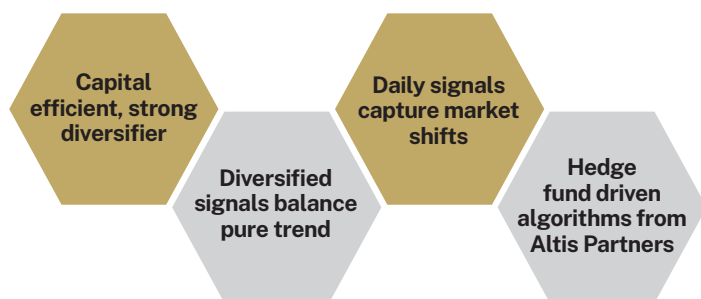 Capital
efficient, strong
diversifier
Diversified
signals balance
pure trend
Daily signals
capture market
shifts
Hedge
fund driven
algorithms from
Altis Partners